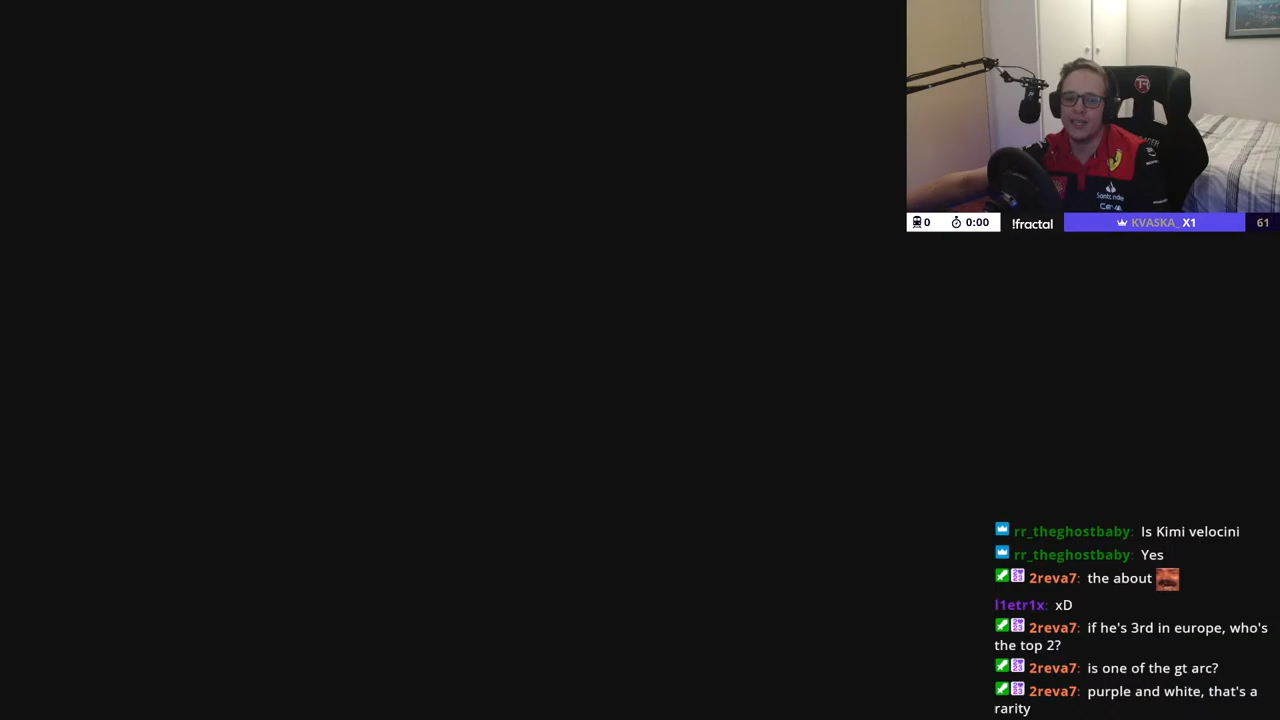 0 0:00 !fractal KVASKA_ X1 61
rr_theghostbaby: Is Kimi velocini
rr_theghostbaby: Yes
2reva7: the about
l1etr1x: xD
2reva7: if he's 3rd in europe, who's
the top 2?
2reva7: is one of the gt arc?
2reva7: purple and white, that's a
rarity